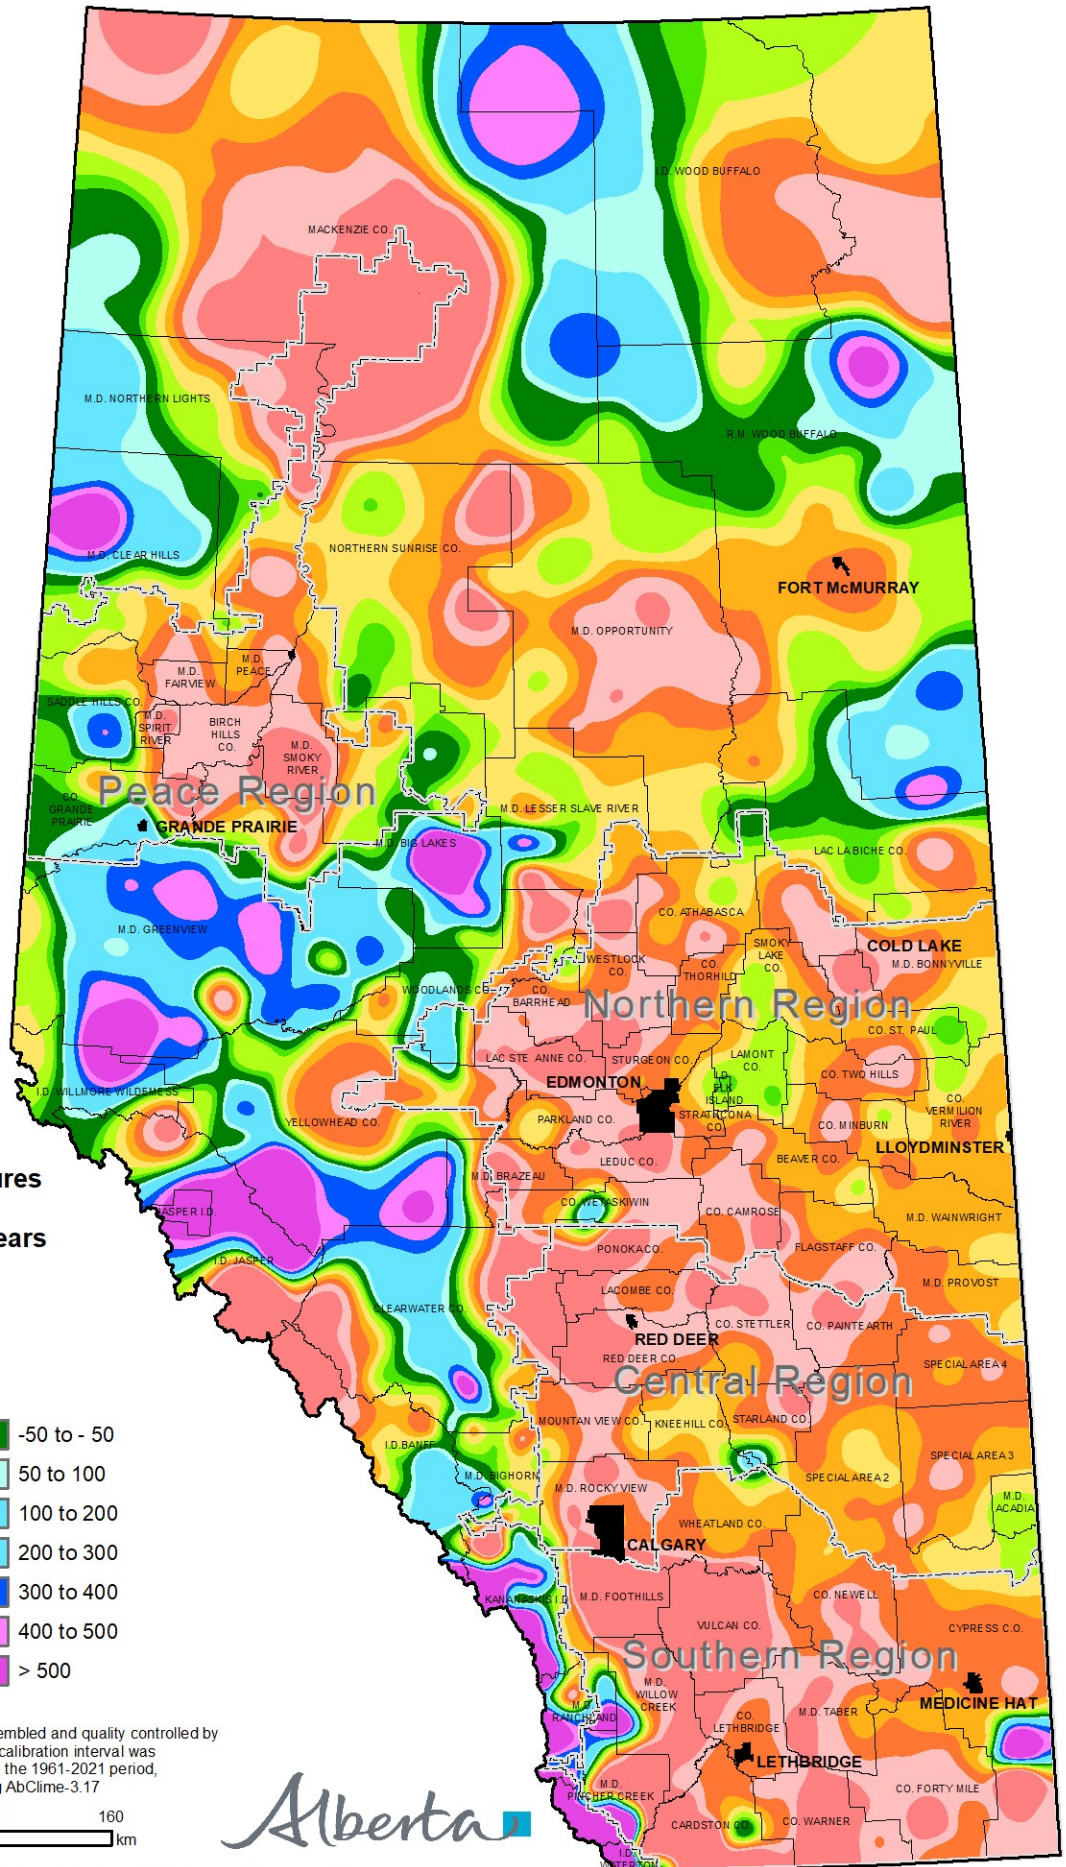 I.D. WOOD BUFFALO
MACKENZIE CO.
M.D. NORTHERN LIGHTS
R.M. WOOD BUFFALO
M.D. CLEAR HILLS
NORTHERN SUNRISE CO.
FORT McMURRAY
M.D. OPPORTUNITY
M.D.
PEACE
M.D.
FAIRVIEW
SADDLE HILLS CO.
M.D.
SPIRIT
RIVER
BIRCH
HILLS
CO.
M.D.
SMOKY
RIVER
Peace Region
CO.
GRANDE
PRAIRIE
GRANDE PRAIRIE
M.D. LESSER SLAVE RIVER
M.D. BIG LAKES
LAC LA BICHE CO.
M.D. GREENVIEW
CO. ATHABASCA
COLD LAKE
SMOKY
LAKE
CO.
M.D. BONNYVILLE
WESTLOCK
CO.
CO.
THORHILD
WOODLANDS CO.
CO.
BARRHEAD
Northern Region
CO. ST. PAUL
LAC STE ANNE CO.
STURGEON CO.
LAMONT
CO.
CO. TWO HILLS
EDMONTON
I.D.
ELK
ISLAND
I.D. WILLMORE WILDERNESS
YELLOWHEAD CO.
PARKLAND CO.
STRATHCONA
CO.
CO. MINBURN
CO.
VERMILION
RIVER
LLOYDMINSTER
LEDUC CO.
BEAVER CO.
ures
M.D. BRAZEAU
CO. WETASKIWIN
CO. CAMROSE
M.D. WAINWRIGHT
JASPER I.D.
ears
PONOKA CO.
FLAGSTAFF CO.
I.D. JASPER
M.D. PROVOST
LACOMBE CO.
CLEARWATER CO.
CO. STETTLER
CO. PAINTEARTH
RED DEER
RED DEER CO.
SPECIAL AREA 4
Central Region
MOUNTAIN VIEW CO.
KNEEHILL CO.
STARLAND CO.
I.D. BANFF
SPECIAL AREA 3
M.D. BIGHORN
SPECIAL AREA 2
M.D. ROCKY VIEW
M.D.
ACADIA
WHEATLAND CO.
CALGARY
KANANASKIS I.D.
M.D. FOOTHILLS
CO. NEWELL
VULCAN CO.
CYPRESS C.O.
Southern Region
M.D.
WILLOW
CREEK
M.D.
RANCHLAND
MEDICINE HAT
M.D. TABER
CO.
LETHBRIDGE
LETHBRIDGE
M.D.
PINCHER CREEK
CO. FORTY MILE
CARDSTON CO.
CO. WARNER
I.D.
WATERTON
-50 to - 50
50 to 100
100 to 200
200 to 300
300 to 400
400 to 500
> 500
embled and quality controlled by
calibration interval was
the 1961-2021 period,
g AbClime-3.17
160
km
Alberta